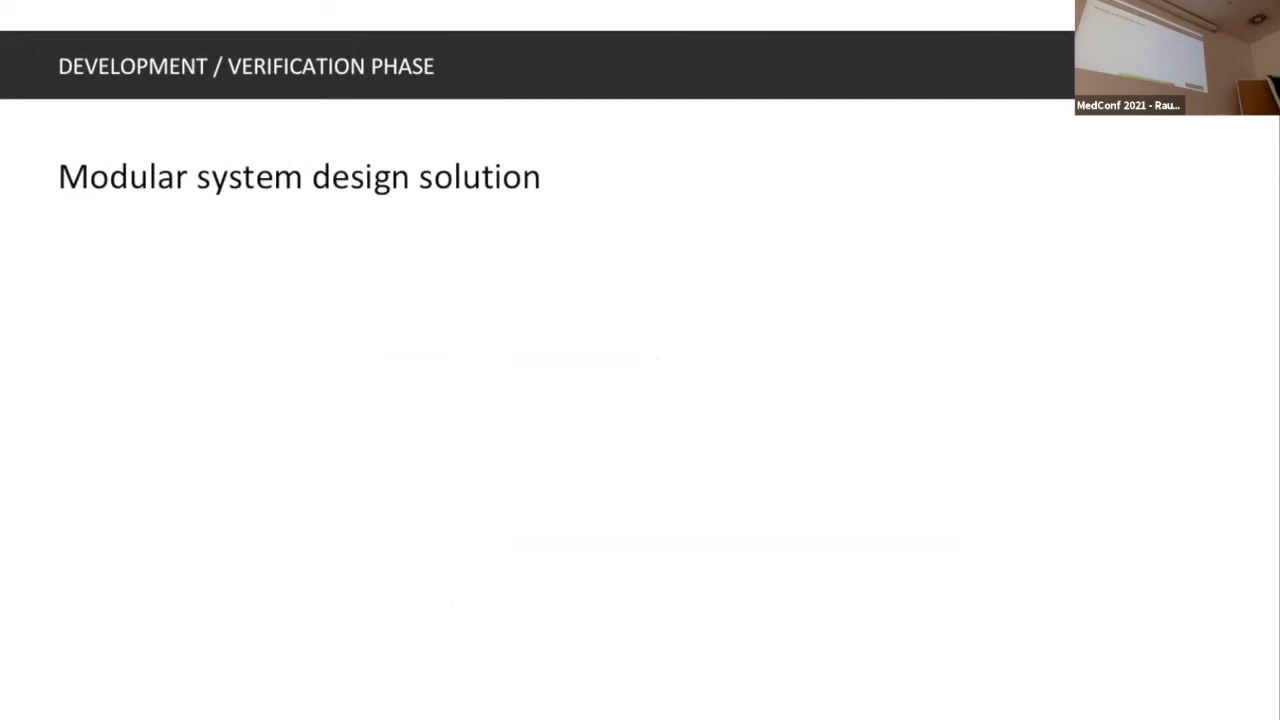 DEVELOPMENT / VERIFICATION PHASE
MedConf 2021 - Rau...
Modular system design solution